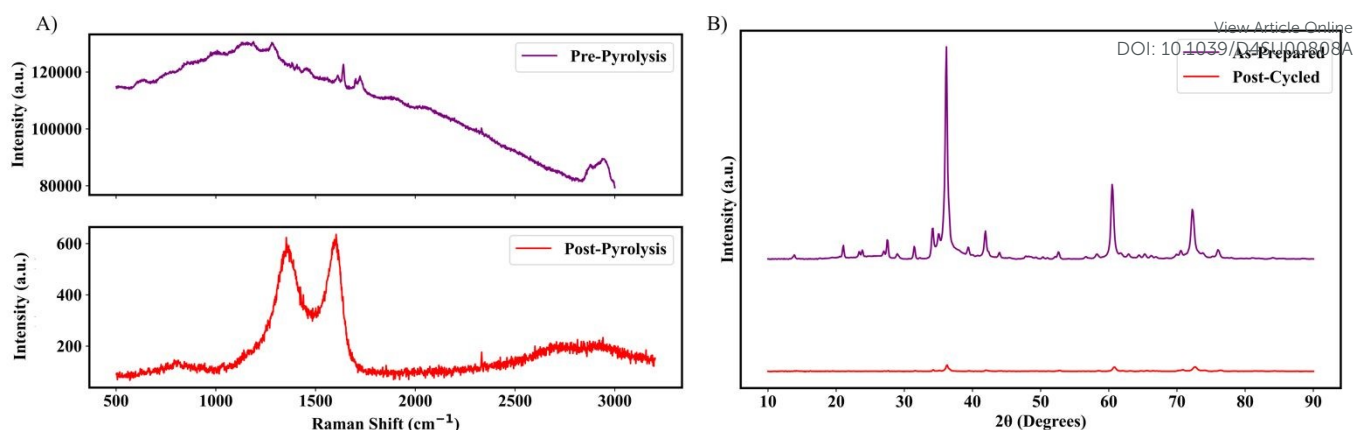 View Article Online
DOI: 10.1039/D4SU00808A
A)
Pre-Pyrolysis
Intensity (a.u.)
120000
100000
80000
Post-Pyrolysis
Intensity (a.u.)
600
400
200
500 1000 1500 2000 2500 3000
Raman Shift (cm⁻¹)
B)
As-Prepared
Post-Cycled
Intensity (a.u.)
10 20 30 40 50 60 70 80 90
2θ (Degrees)